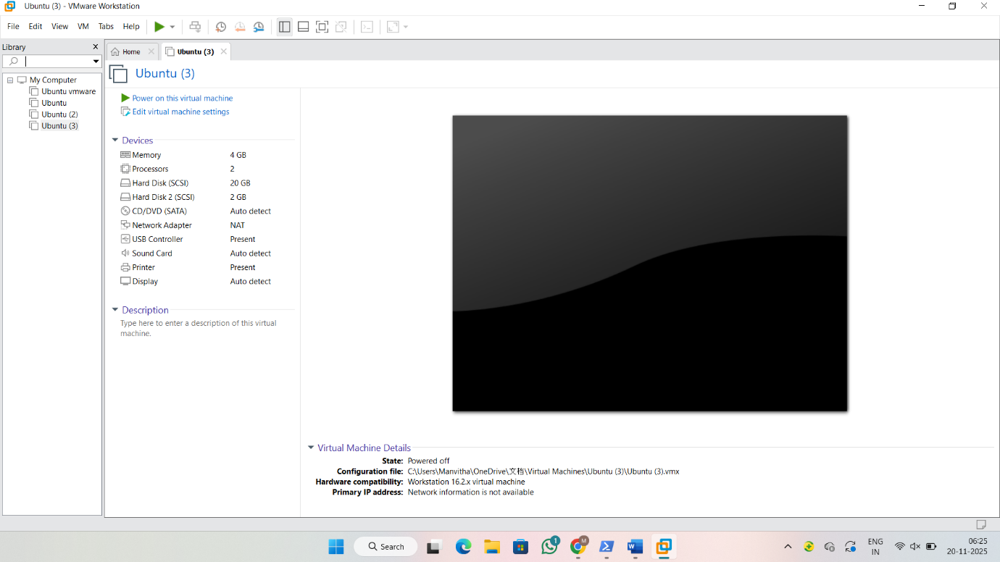 Ubuntu (3) - VMware Workstation
File Edit View VM Tabs Help
Library
My Computer
Ubuntu vmware
Ubuntu
Ubuntu (2)
Ubuntu (3)
Home Ubuntu (3)
Ubuntu (3)
Power on this virtual machine
Edit virtual machine settings
Devices
Memory 4 GB
Processors 2
Hard Disk (SCSI) 20 GB
Hard Disk 2 (SCSI) 2 GB
CD/DVD (SATA) Auto detect
Network Adapter NAT
USB Controller Present
Sound Card Auto detect
Printer Present
Display Auto detect
Description
Type here to enter a description of this virtual
machine.
Virtual Machine Details
State: Powered off
Configuration file: C:\Users\Manvitha\OneDrive\文档\Virtual Machines\Ubuntu (3)\Ubuntu (3).vmx
Hardware compatibility: Workstation 16.2.x virtual machine
Primary IP address: Network information is not available
Search
1
M
ENG
IN
06:25
20-11-2025